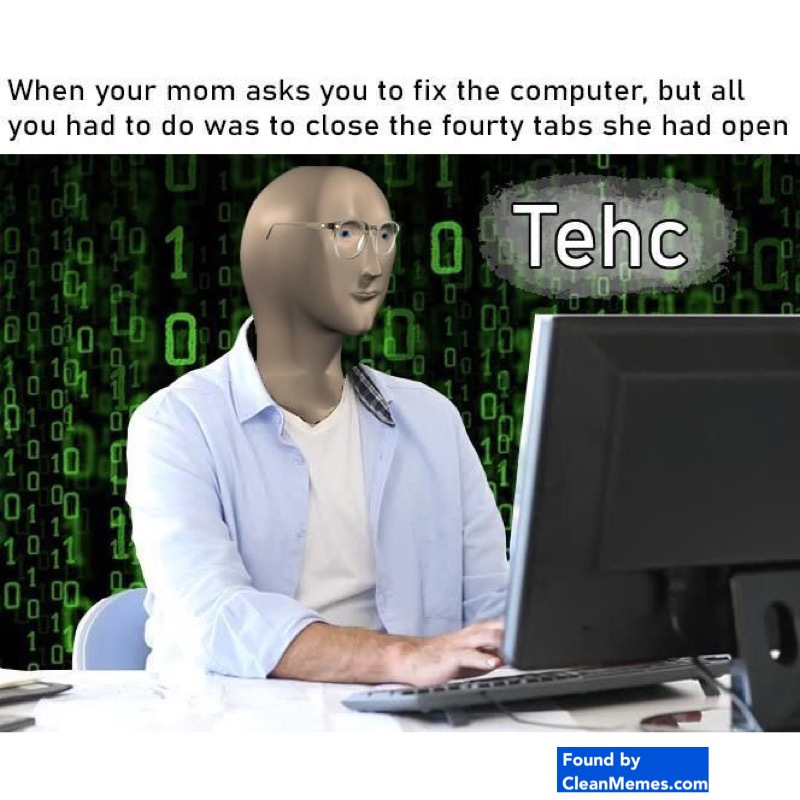 When your mom asks you to fix the computer, but all
you had to do was to close the fourty tabs she had open
Tehc
Found by
CleanMemes.com